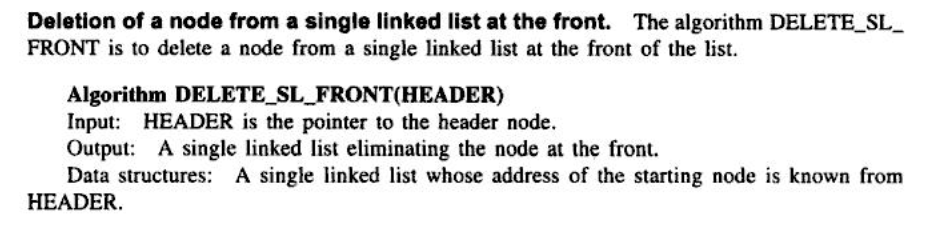 Deletion of a node from a single linked list at the front. The algorithm DELETE_SL_
FRONT is to delete a node from a single linked list at the front of the list.
Algorithm DELETE_SL_FRONT(HEADER)
Input: HEADER is the pointer to the header node.
Output: A single linked list eliminating the node at the front.
Data structures: A single linked list whose address of the starting node is known from
HEADER.